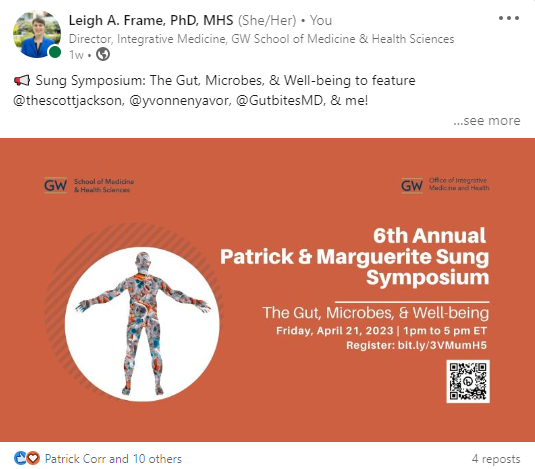 Leigh A. Frame, PhD, MHS (She/Her) • You
Director, Integrative Medicine, GW School of Medicine & Health Sciences
1w •
Sung Symposium: The Gut, Microbes, & Well-being to feature
@thescottjackson, @yvonnenyavor, @GutbitesMD, & me!
...see more
GW School of Medicine
& Health Sciences
GW Office of Integrative
Medicine and Health
6th Annual
Patrick & Marguerite Sung
Symposium
The Gut, Microbes, & Well-being
Friday, April 21, 2023 | 1pm to 5 pm ET
Register: bit.ly/3VMumH5
Patrick Corr and 10 others
4 reposts